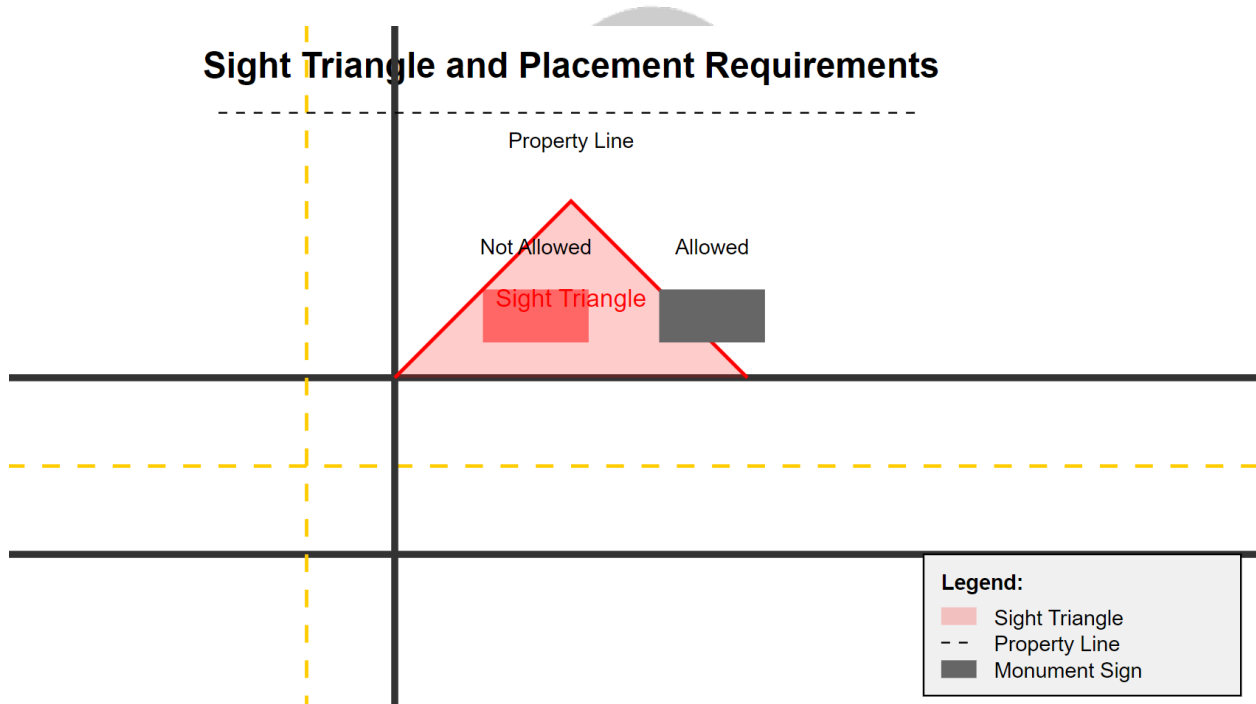 Sight Triangle and Placement Requirements
Property Line
Not Allowed
Allowed
Sight Triangle
Legend:
Sight Triangle
Property Line
Monument Sign